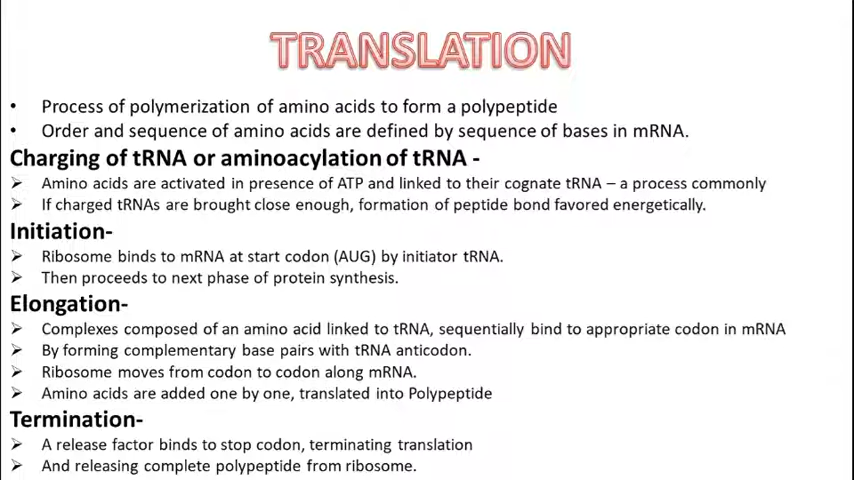 TRANSLATION
• Process of polymerization of amino acids to form a polypeptide
• Order and sequence of amino acids are defined by sequence of bases in mRNA.
Charging of tRNA or aminoacylation of tRNA -
➢ Amino acids are activated in presence of ATP and linked to their cognate tRNA – a process commonly
➢ If charged tRNAs are brought close enough, formation of peptide bond favored energetically.
Initiation-
➢ Ribosome binds to mRNA at start codon (AUG) by initiator tRNA.
➢ Then proceeds to next phase of protein synthesis.
Elongation-
➢ Complexes composed of an amino acid linked to tRNA, sequentially bind to appropriate codon in mRNA
➢ By forming complementary base pairs with tRNA anticodon.
➢ Ribosome moves from codon to codon along mRNA.
➢ Amino acids are added one by one, translated into Polypeptide
Termination-
➢ A release factor binds to stop codon, terminating translation
➢ And releasing complete polypeptide from ribosome.